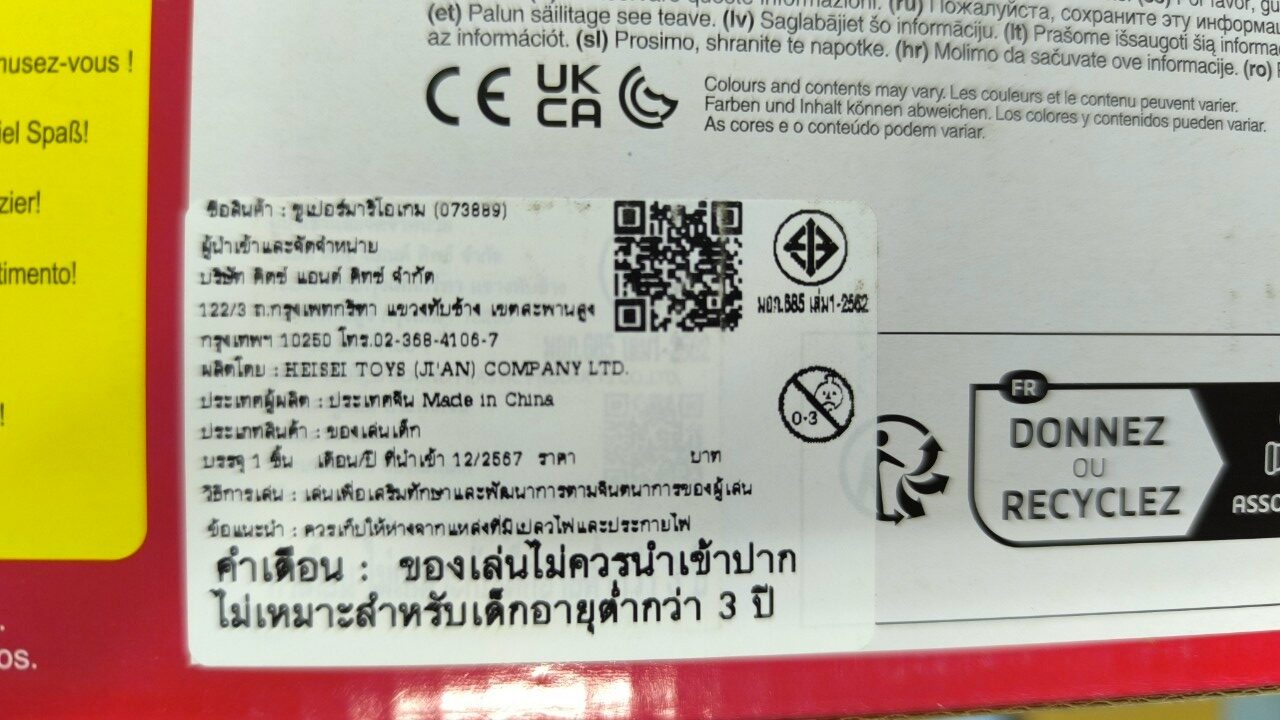 musez-vous !
iel Spaß!
zier!
timento!
!
os.
(et) Palun säilitage see teave. (lv) Saglabājiet šo informāciju. (lt) Prašome išsaugoti šią informa
az információt. (sl) Prosimo, shranite te napotke. (hr) Molimo da sačuvate ove informacije. (ro)
CE UK CA
Colours and contents may vary. Les couleurs et le contenu peuvent varier.
Farben und Inhalt können abweichen. Los colores y contenidos pueden variar.
As cores e o conteúdo podem variar.
ชื่อสินค้า : ซูเปอร์มาริโอเกม (073889)
ผู้นำเข้าและจัดจำหน่าย
บริษัท คิตซ์ แอนด์ คิตซ์ จำกัด
122/3 ถ.กรุงเทพกรีฑา แขวงทับช้าง เขตสะพานสูง
กรุงเทพฯ 10250 โทร.02-368-4106-7
ผลิตโดย : HEISEI TOYS (JI'AN) COMPANY LTD.
ประเทศผู้ผลิต : ประเทศจีน Made in China
ประเภทสินค้า : ของเล่นเด็ก
บรรจุ 1 ชิ้น เดือน/ปี ที่นำเข้า 12/2567 ราคา บาท
วิธีการเล่น : เล่นเพื่อเสริมทักษะและพัฒนาการตามจินตนาการของผู้เล่น
ข้อแนะนำ : ควรเก็บให้ห่างจากแหล่งที่มีเปลวไฟและประกายไฟ
คำเตือน : ของเล่นไม่ควรนำเข้าปาก
ไม่เหมาะสำหรับเด็กอายุต่ำกว่า 3 ปี
มอก.685 เล่ม1-2562
0-3
FR
DONNEZ
OU
RECYCLEZ
ASSO